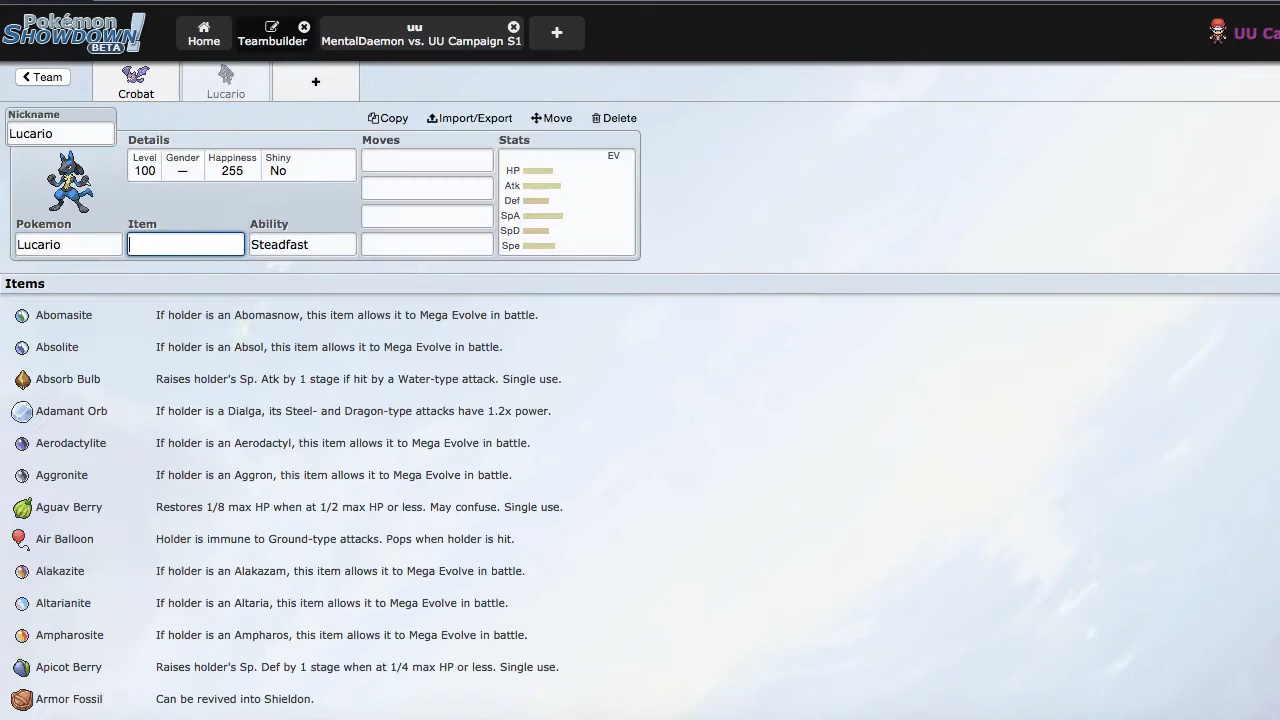 Pokémon
SHOWDOWN!
BETA
Home
Teambuilder
uu
MentalDaemon vs. UU Campaign S1
+
UU Ca
Team
Crobat
Lucario
+
Nickname
Lucario
Copy
Import/Export
Move
Delete
Details
Moves
Stats
Level
Gender
Happiness
Shiny
100
—
255
No
EV
HP
Atk
Def
SpA
SpD
Spe
Pokemon
Item
Ability
Lucario
Steadfast
Items
Abomasite If holder is an Abomasnow, this item allows it to Mega Evolve in battle.
Absolite If holder is an Absol, this item allows it to Mega Evolve in battle.
Absorb Bulb Raises holder's Sp. Atk by 1 stage if hit by a Water-type attack. Single use.
Adamant Orb If holder is a Dialga, its Steel- and Dragon-type attacks have 1.2x power.
Aerodactylite If holder is an Aerodactyl, this item allows it to Mega Evolve in battle.
Aggronite If holder is an Aggron, this item allows it to Mega Evolve in battle.
Aguav Berry Restores 1/8 max HP when at 1/2 max HP or less. May confuse. Single use.
Air Balloon Holder is immune to Ground-type attacks. Pops when holder is hit.
Alakazite If holder is an Alakazam, this item allows it to Mega Evolve in battle.
Altarianite If holder is an Altaria, this item allows it to Mega Evolve in battle.
Ampharosite If holder is an Ampharos, this item allows it to Mega Evolve in battle.
Apicot Berry Raises holder's Sp. Def by 1 stage when at 1/4 max HP or less. Single use.
Armor Fossil Can be revived into Shieldon.